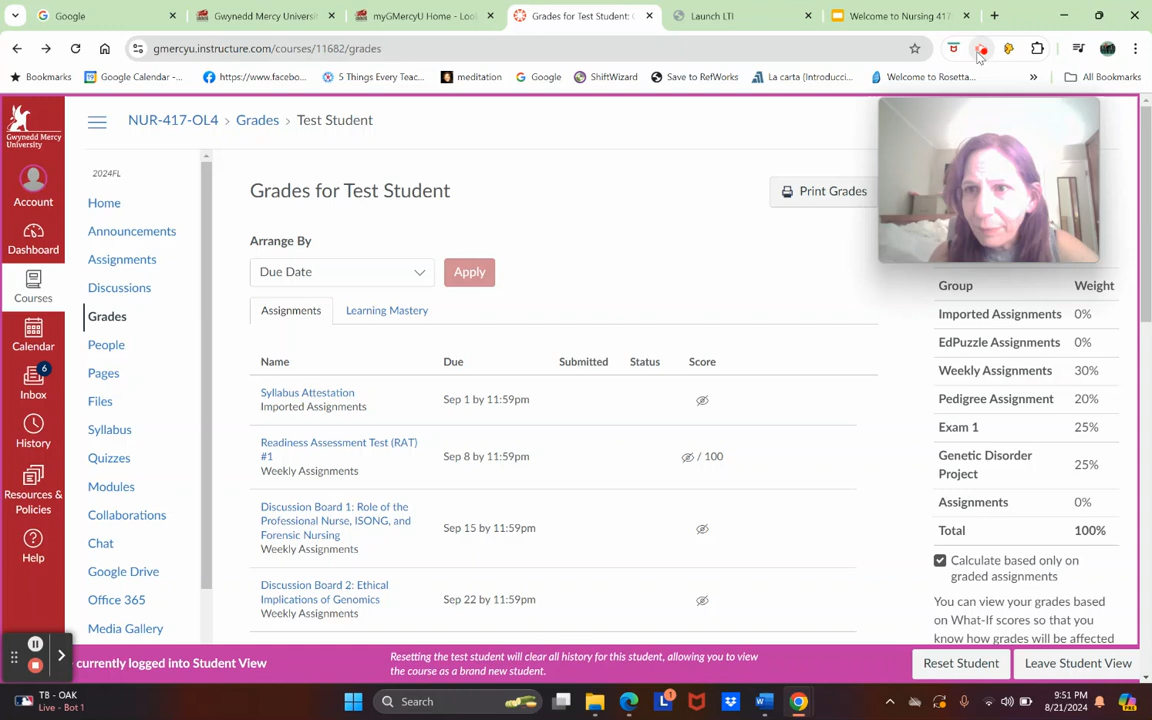 Google
Gwynedd Mercy Universi
myGMercyU Home - Loo
Grades for Test Student:
Launch LTI
Welcome to Nursing 417
gmercyu.instructure.com/courses/11682/grades
Bookmarks
Google Calendar -...
https://www.facebo...
5 Things Every Teac...
meditation
Google
ShiftWizard
Save to RefWorks
La carta (Introducci...
Welcome to Rosetta...
»
All Bookmarks
Gwynedd Mercy
University
Account
Dashboard
Courses
Calendar
6
Inbox
History
Resources &
Policies
Help
NUR-417-OL4 › Grades › Test Student
2024FL
Home
Announcements
Assignments
Discussions
Grades
People
Pages
Files
Syllabus
Quizzes
Modules
Collaborations
Chat
Google Drive
Office 365
Media Gallery
Grades for Test Student
Print Grades
Arrange By
Due Date
Apply
Assignments
Learning Mastery
Name Due Submitted Status Score
Syllabus Attestation
Imported Assignments
Sep 1 by 11:59pm
Readiness Assessment Test (RAT)
#1
Weekly Assignments
Sep 8 by 11:59pm
/ 100
Discussion Board 1: Role of the
Professional Nurse, ISONG, and
Forensic Nursing
Weekly Assignments
Sep 15 by 11:59pm
Discussion Board 2: Ethical
Implications of Genomics
Weekly Assignments
Sep 22 by 11:59pm
Group Weight
Imported Assignments 0%
EdPuzzle Assignments 0%
Weekly Assignments 30%
Pedigree Assignment 20%
Exam 1 25%
Genetic Disorder
Project
25%
Assignments 0%
Total 100%
Calculate based only on
graded assignments
You can view your grades based
on What-If scores so that you
know how grades will be affected
currently logged into Student View
Resetting the test student will clear all history for this student, allowing you to view
the course as a brand new student.
Reset Student
Leave Student View
TB - OAK
Live - Bot 1
Search
1
9:51 PM
8/21/2024